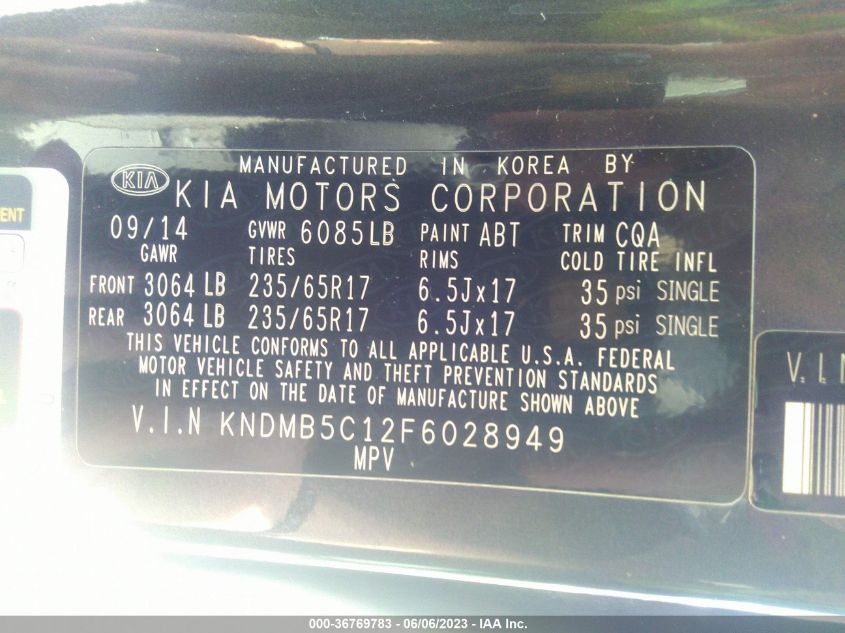 MANUFACTURED IN KOREA BY
KIA KIA MOTORS CORPORATION
09/14 GVWR 6085LB PAINT ABT TRIM CQA
GAWR TIRES RIMS COLD TIRE INFL
FRONT 3064 LB 235/65R17 6.5Jx17 35 psi SINGLE
REAR 3064 LB 235/65R17 6.5Jx17 35 psi SINGLE
THIS VEHICLE CONFORMS TO ALL APPLICABLE U.S.A. FEDERAL
MOTOR VEHICLE SAFETY AND THEFT PREVENTION STANDARDS
IN EFFECT ON THE DATE OF MANUFACTURE SHOWN ABOVE
V.I.N KNDMB5C12F6028949
MPV
000-36769783 - 06/06/2023 - IAA Inc.